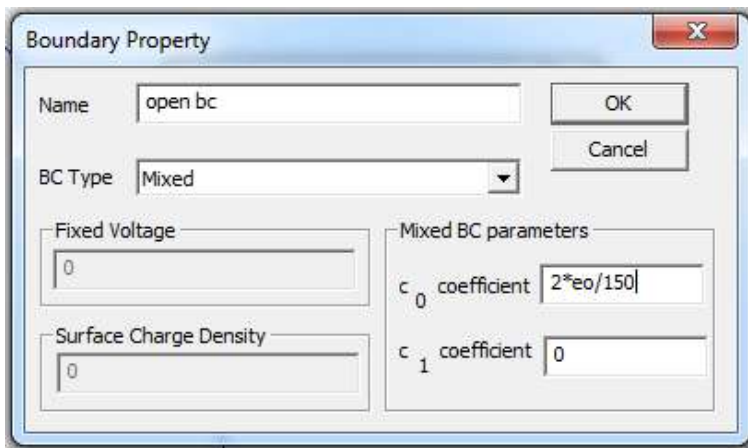 Boundary Property
Name open bc
OK
Cancel
BC Type Mixed
Fixed Voltage
0
Surface Charge Density
0
Mixed BC parameters
c 0 coefficient 2*eo/150
c 1 coefficient 0